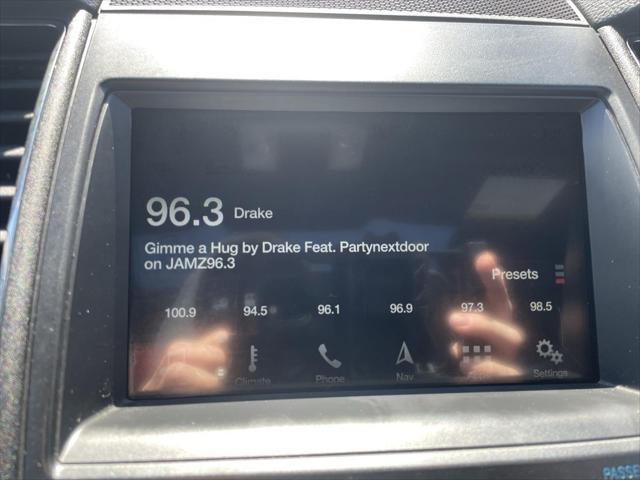 96.3 Drake
Gimme a Hug by Drake Feat. Partynextdoor
on JAMZ96.3
Presets
100.9 94.5 96.1 96.9 97.3 98.5
Climate Phone Nav Settings
PASSE